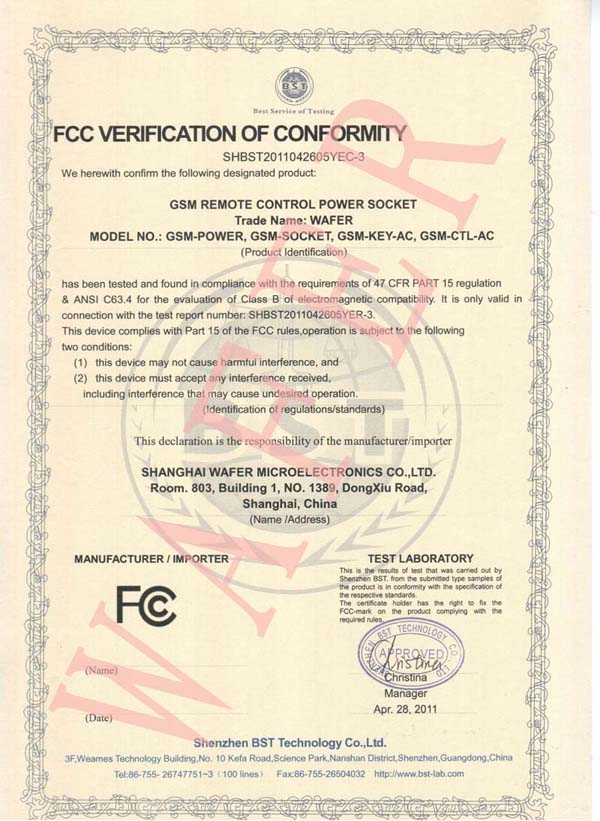 BST
Best Service of Testing
FCC VERIFICATION OF CONFORMITY
SHBST2011042605YEC-3
We herewith confirm the following designated product:
GSM REMOTE CONTROL POWER SOCKET
Trade Name: WAFER
MODEL NO.: GSM-POWER, GSM-SOCKET, GSM-KEY-AC, GSM-CTL-AC
(Product Identification)
has been tested and found in compliance with the requirements of 47 CFR PART 15 regulation
& ANSI C63.4 for the evaluation of Class B of electromagnetic compatibility. It is only valid in
connection with the test report number: SHBST2011042605YER-3.
This device complies with Part 15 of the FCC rules,operation is subject to the following
two conditions:
(1) this device may not cause harmful interference, and
(2) this device must accept any interference received,
including interference that may cause undesired operation.
(Identification of regulations/standards)
BST
This declaration is the responsibility of the manufacturer/importer
SHANGHAI WAFER MICROELECTRONICS CO.,LTD.
Room. 803, Building 1, NO. 1389, DongXiu Road,
Shanghai, China
(Name /Address)
WAFER
MANUFACTURER / IMPORTER
FC
(Name)
(Date)
TEST LABORATORY
This is the results of test that was carried out by
Shenzhen BST. from the submitted type samples of
the product is in conformity with the specification of
the respective standards.
The certificate holder has the right to fix the
FCC-mark on the product complying with the
required rules.
SHENZHEN BST TECHNOLOGY CO., LTD
APPROVED
Christina
Christina
Manager
Apr. 28, 2011
Shenzhen BST Technology Co.,Ltd.
3F,Weames Technology Building,No. 10 Kefa Road,Science Park,Nanshan District,Shenzhen,Guangdong,China
Tel:86-755- 26747751~3 (100 lines) Fax:86-755-26504032 http://www.bst-lab.com